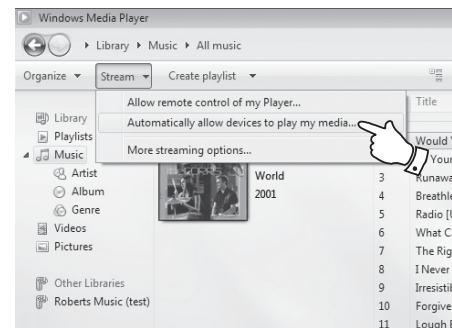 Windows Media Player
Library Music All music
Organize Stream Create playlist
Allow remote control of my Player...
Automatically allow devices to play my media...
More streaming options...
Title
Library
Playlists
Music
Artist
Album
Genre
Videos
Pictures
Other Libraries
Roberts Music (test)
World
2001
Would
Your
3 Runawa
4 Breathle
5 Radio [U
6 What C
7 The Rig
8 I Never
9 Irresistib
10 Forgive
11 Lough E